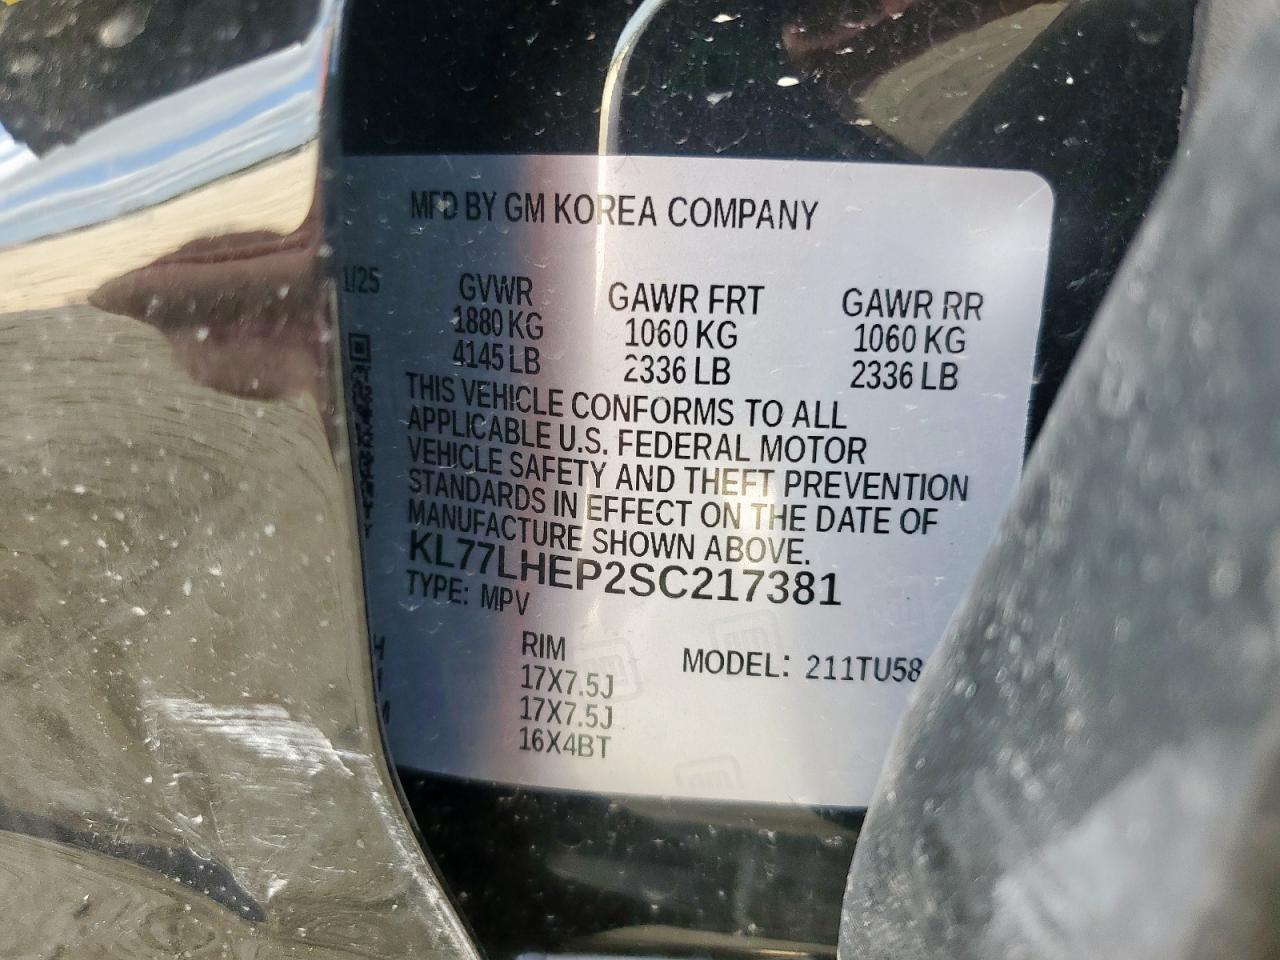 MFD BY GM KOREA COMPANY
1/25 GVWR GAWR FRT GAWR RR
1880 KG 1060 KG 1060 KG
4145 LB 2336 LB 2336 LB
THIS VEHICLE CONFORMS TO ALL
APPLICABLE U.S. FEDERAL MOTOR
VEHICLE SAFETY AND THEFT PREVENTION
STANDARDS IN EFFECT ON THE DATE OF
MANUFACTURE SHOWN ABOVE.
KL77LHEP2SC217381
TYPE: MPV
RIM MODEL: 211TU58
17X7.5J
17X7.5J
16X4BT